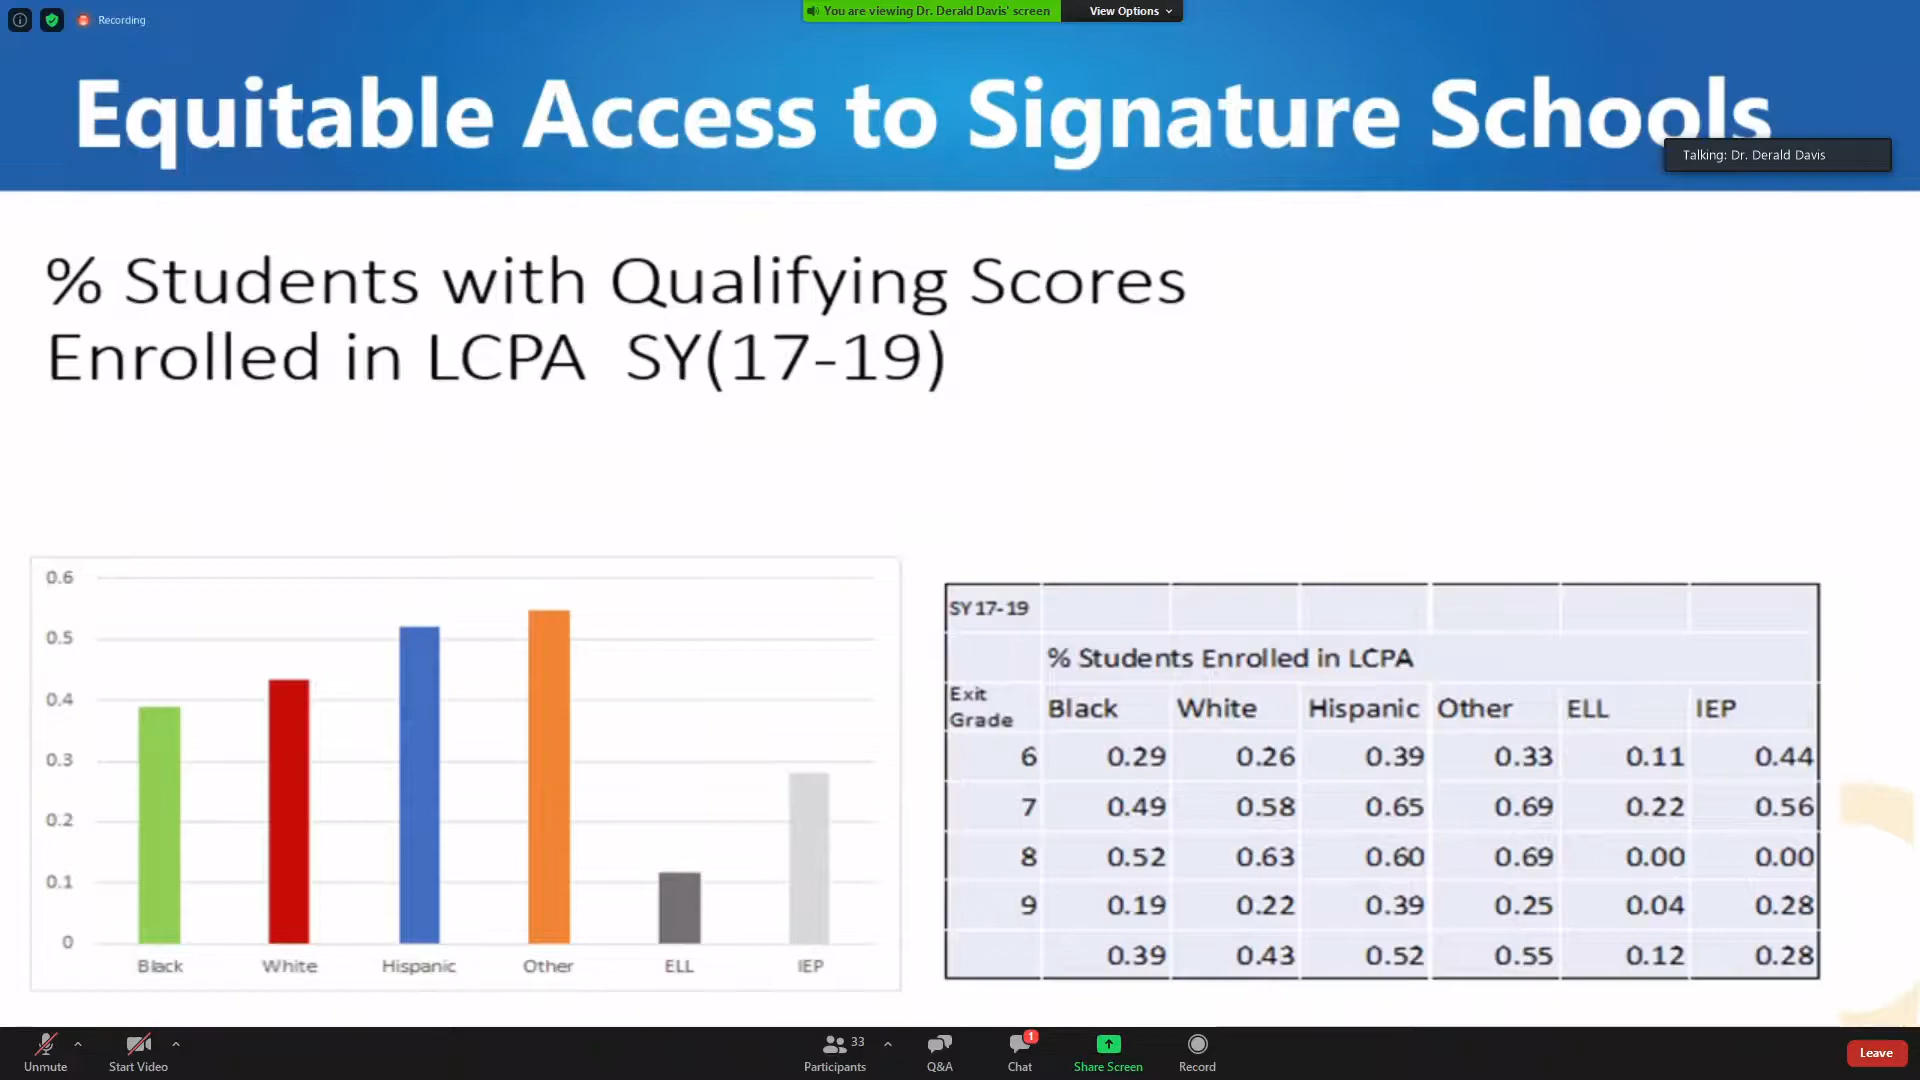 Recording
You are viewing Dr. Derald Davis' screen
View Options
Equitable Access to Signature Schools
Talking: Dr. Derald Davis
% Students with Qualifying Scores
Enrolled in LCPA SY(17-19)
0.6
0.5
0.4
0.3
0.2
0.1
0
Black White Hispanic Other ELL IEP
SY 17-19
% Students Enrolled in LCPA
Exit
Grade Black White Hispanic Other ELL IEP
6 0.29 0.26 0.39 0.33 0.11 0.44
7 0.49 0.58 0.65 0.69 0.22 0.56
8 0.52 0.63 0.60 0.69 0.00 0.00
9 0.19 0.22 0.39 0.25 0.04 0.28
0.39 0.43 0.52 0.55 0.12 0.28
33
1
Unmute Start Video Participants Q&A Chat Share Screen Record Leave